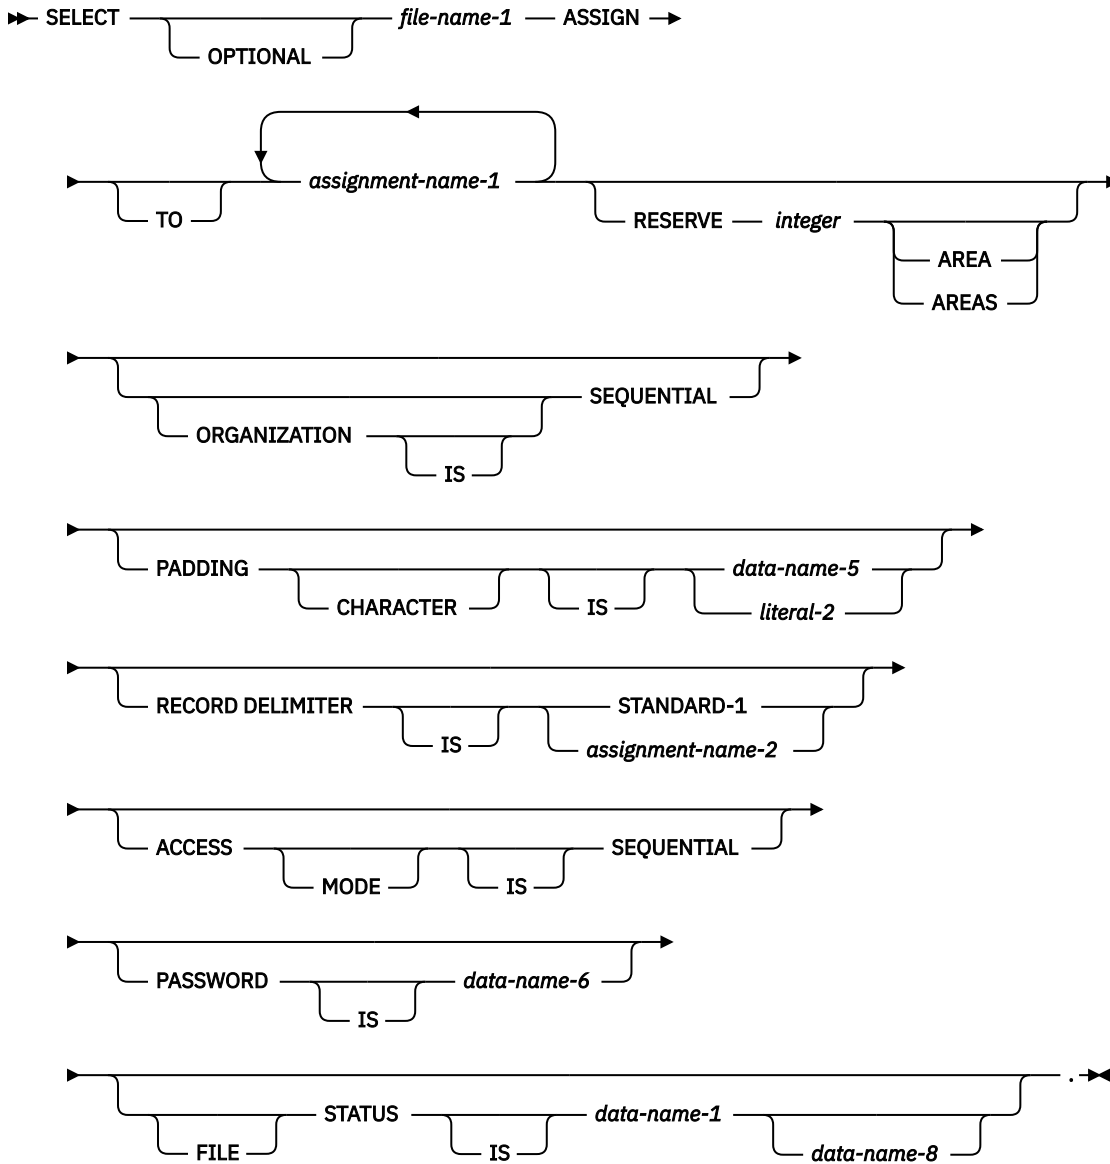 SELECT file-name-1 ASSIGN
OPTIONAL
assignment-name-1
TO RESERVE integer
AREA
AREAS
SEQUENTIAL
ORGANIZATION
IS
PADDING data-name-5
CHARACTER IS literal-2
RECORD DELIMITER STANDARD-1
IS assignment-name-2
ACCESS SEQUENTIAL
MODE IS
PASSWORD data-name-6
IS
.
STATUS data-name-1
FILE IS data-name-8